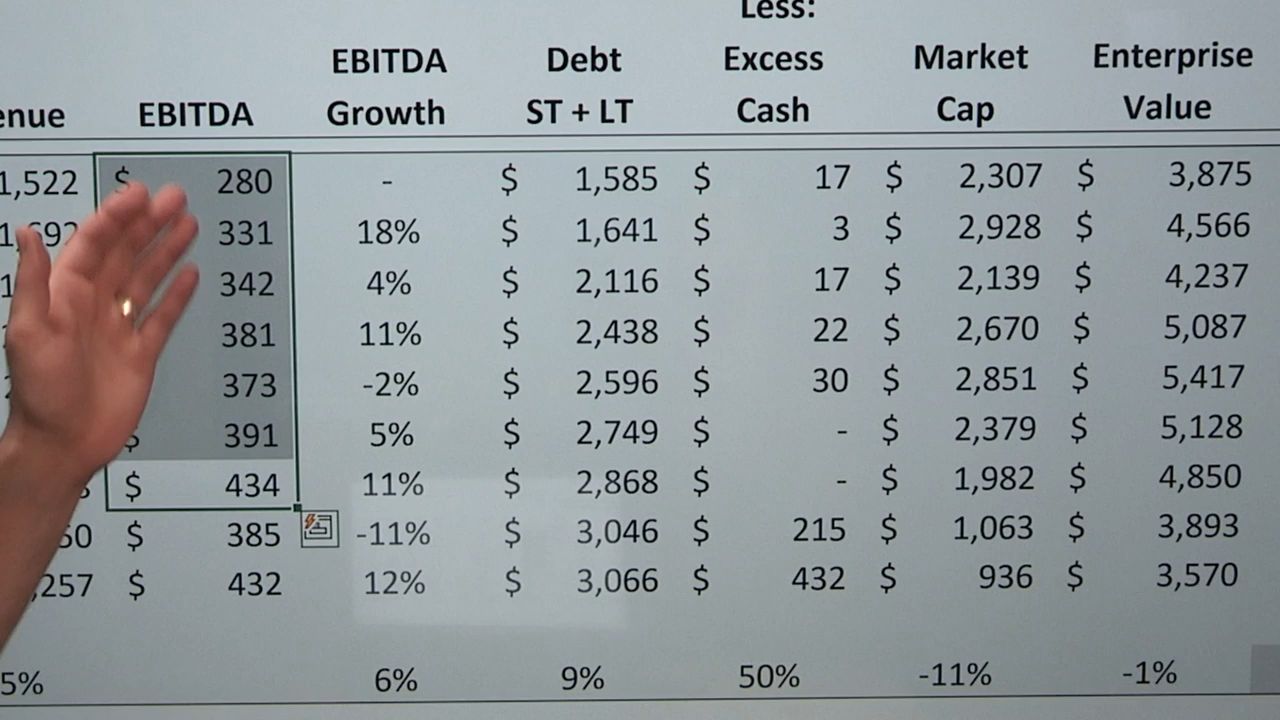 Less:
EBITDA Debt Excess Market Enterprise
EBITDA Growth ST + LT Cash Cap Value
1,522 $ 280 - $ 1,585 $ 17 $ 2,307 $ 3,875
331 18% $ 1,641 $ 3 $ 2,928 $ 4,566
342 4% $ 2,116 $ 17 $ 2,139 $ 4,237
381 11% $ 2,438 $ 22 $ 2,670 $ 5,087
373 -2% $ 2,596 $ 30 $ 2,851 $ 5,417
$ 391 5% $ 2,749 $ - $ 2,379 $ 5,128
$ 434 11% $ 2,868 $ - $ 1,982 $ 4,850
$ 385 -11% $ 3,046 $ 215 $ 1,063 $ 3,893
,257 $ 432 12% $ 3,066 $ 432 $ 936 $ 3,570
5% 6% 9% 50% -11% -1%